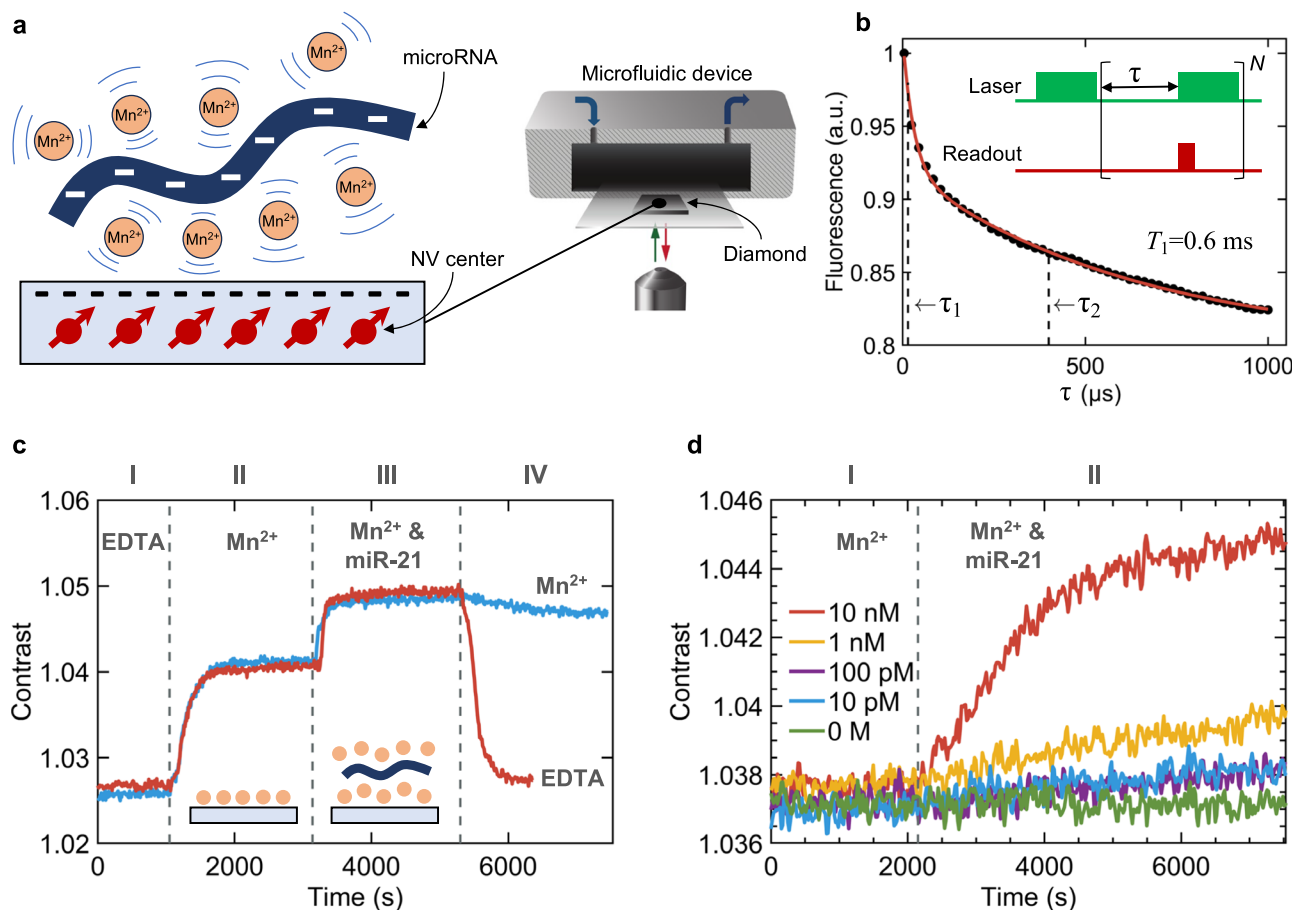 a
Mn²⁺
microRNA
Mn²⁺
Mn²⁺
Mn²⁺
Mn²⁺
Mn²⁺
Mn²⁺
Mn²⁺
NV center
Microfluidic device
Diamond
b
Fluorescence (a.u.)
1
0.95
0.9
0.85
0.8
Laser
τ
N
Readout
T₁=0.6 ms
←τ₁
←τ₂
0
500
1000
τ (μs)
c
I
II
III
IV
EDTA
Mn²⁺
Mn²⁺ &
miR-21
Mn²⁺
EDTA
Contrast
1.06
1.05
1.04
1.03
1.02
0
2000
4000
6000
Time (s)
d
I
II
Mn²⁺
Mn²⁺ &
miR-21
10 nM
1 nM
100 pM
10 pM
0 M
Contrast
1.046
1.044
1.042
1.04
1.038
1.036
0
2000
4000
6000
Time (s)